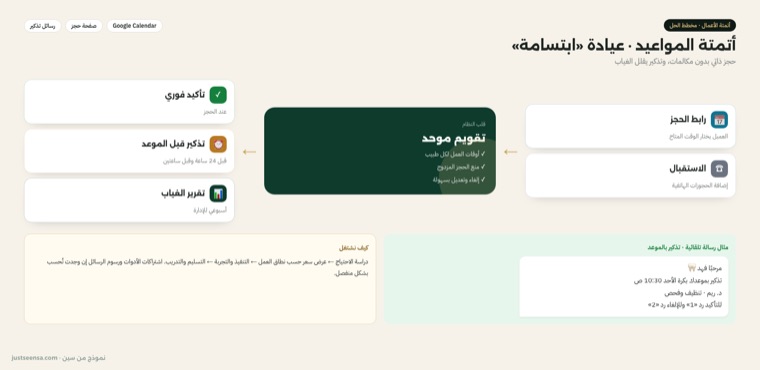 أتمتة الأعمال · مخطط الحل
أتمتة المواعيد · عيادة «ابتسامة»
حجز ذاتي بدون مكالمات، وتذكير يقلل الغياب
Google Calendar
صفحة حجز
رسائل تذكير
رابط الحجز
العميل يختار الوقت المتاح
الاستقبال
إضافة الحجوزات الهاتفية
قلب النظام
تقويم موحد
✓ أوقات العمل لكل طبيب
✓ منع الحجز المزدوج
✓ إلغاء وتعديل بسهولة
تأكيد فوري
عند الحجز
تذكير قبل الموعد
قبل 24 ساعة وقبل ساعتين
تقرير الغياب
أسبوعي للإدارة
مثال رسالة تلقائية · تذكير بالموعد
مرحبًا فهد
تذكير بموعدك بكرة الأحد 10:30 ص
د. ريم · تنظيف وفحص
للتأكيد رد «1» وللإلغاء رد «2»
كيف نشتغل
دراسة الاحتياج ← عرض سعر حسب نطاق العمل ← التنفيذ والتجربة ← التسليم والتدريب. اشتراكات الأدوات ورسوم الرسائل إن وجدت تُحسب
بشكل منفصل.
نموذج من سين · justseensa.com